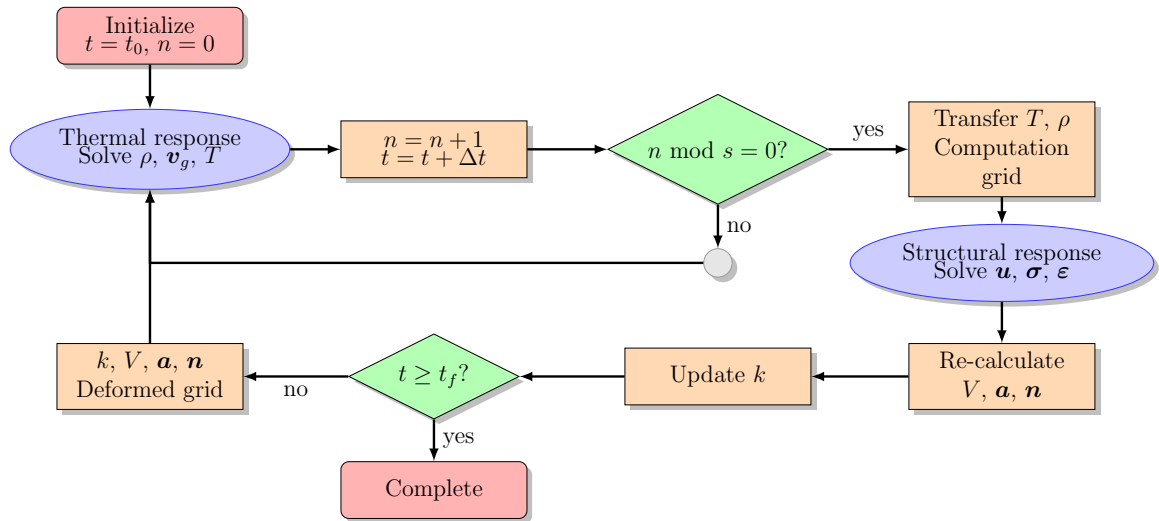 Initialize
t = t₀, n = 0
Thermal response
Solve ρ, 𝒗_g, T
n = n + 1
t = t + Δt
n mod s = 0?
yes
Transfer T, ρ
Computation
grid
no
Structural response
Solve 𝒖, 𝝈, 𝜺
Re-calculate
V, 𝒂, 𝒏
Update k
t ≥ t_f?
no
k, V, 𝒂, 𝒏
Deformed grid
yes
Complete